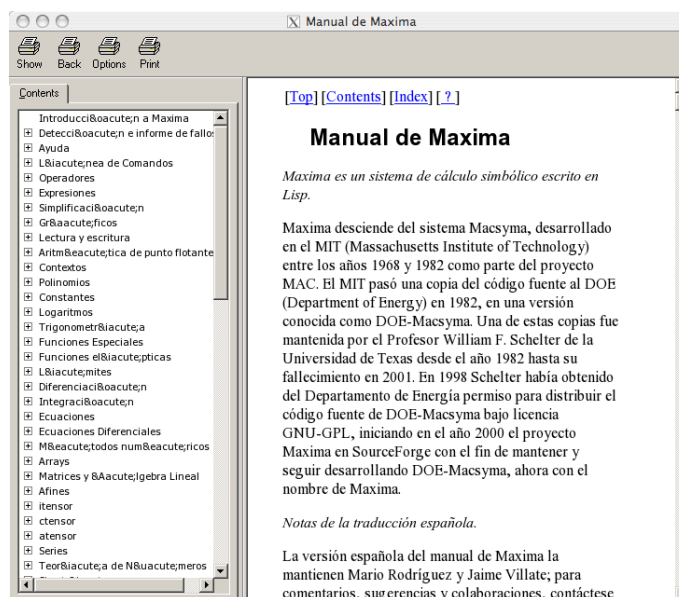 Manual de Maxima
Show Back Options Print
Contents
Introducci&oacute;n a Maxima
Detecci&oacute;n e informe de fallos
Ayuda
L&iacute;nea de Comandos
Operadores
Expresiones
Simplificaci&oacute;n
Gr&aacute;ficos
Lectura y escritura
Aritm&eacute;tica de punto flotante
Contextos
Polinomios
Constantes
Logaritmos
Trigonometr&iacute;a
Funciones Especiales
Funciones el&iacute;pticas
L&iacute;mites
Diferenciaci&oacute;n
Integraci&oacute;n
Ecuaciones
Ecuaciones Diferenciales
M&eacute;todos num&eacute;ricos
Arrays
Matrices y &Aacute;lgebra Lineal
Afines
itensor
ctensor
atensor
Series
Teor&iacute;a de N&uacute;meros
[Top] [Contents] [Index] [ ? ]
Manual de Maxima
Maxima es un sistema de cálculo simbólico escrito en
Lisp.
Maxima desciende del sistema Macsyma, desarrollado
en el MIT (Massachusetts Institute of Technology)
entre los años 1968 y 1982 como parte del proyecto
MAC. El MIT pasó una copia del código fuente al DOE
(Department of Energy) en 1982, en una versión
conocida como DOE-Macsyma. Una de estas copias fue
mantenida por el Profesor William F. Schelter de la
Universidad de Texas desde el año 1982 hasta su
fallecimiento en 2001. En 1998 Schelter había obtenido
del Departamento de Energía permiso para distribuir el
código fuente de DOE-Macsyma bajo licencia
GNU-GPL, iniciando en el año 2000 el proyecto
Maxima en SourceForge con el fin de mantener y
seguir desarrollando DOE-Macsyma, ahora con el
nombre de Maxima.
Notas de la traducción española.
La versión española del manual de Maxima la
mantienen Mario Rodríguez y Jaime Villate; para
comentarios, sugerencias y colaboraciones, contáctese